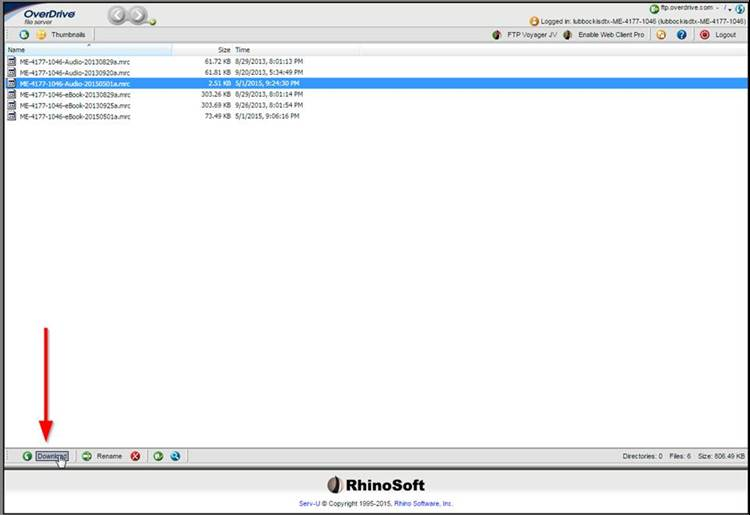 OverDrive®
file server
ftp.overdrive.com - /
Logged in: lubbockisdtx-ME-4177-1046 (lubbockisdtx-ME-4177-1046)
Thumbnails
FTP Voyager JV
Enable Web Client Pro
Logout
Name Size Time
ME-4177-1046-Audio-20130829a.mrc 61.72 KB 8/29/2013, 8:01:13 PM
ME-4177-1046-Audio-20130920a.mrc 61.81 KB 9/20/2013, 5:34:49 PM
ME-4177-1046-Audio-20150501a.mrc 2.51 KB 5/1/2015, 9:24:30 PM
ME-4177-1046-eBook-20130829a.mrc 303.26 KB 8/29/2013, 8:01:14 PM
ME-4177-1046-eBook-20130925a.mrc 303.69 KB 9/26/2013, 8:01:54 PM
ME-4177-1046-eBook-20150501a.mrc 73.49 KB 5/1/2015, 9:06:16 PM
Download Rename
Directories: 0 Files: 6 Size: 806.49 KB
RhinoSoft
Serv-U © Copyright 1995-2015, Rhino Software, Inc.